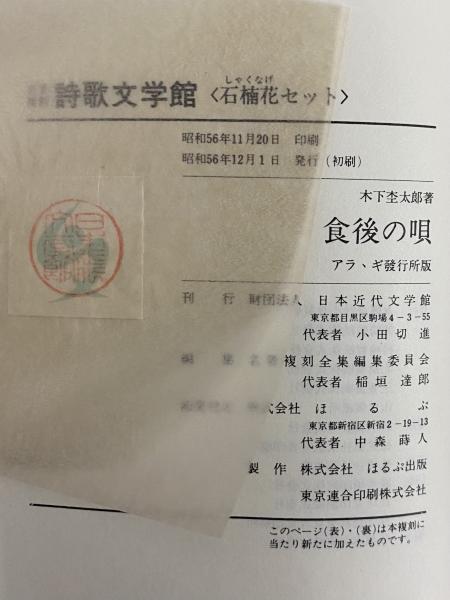 詩歌文学館〈石楠花セット〉
しゃくなげ
昭和56年11月20日 印刷
昭和56年12月1日 発行（初刷）
木下杢太郎著
食後の唄
アラヽギ發行所版
刊 行 財団法人 日本近代文学館
東京都目黒区駒場4-3-55
代表者 小田切 進
編 集 名著複刻全集編集委員会
代表者 稲垣 達郎
株式会社 ほるぷ
東京都新宿区新宿2-19-13
代表者 中森 蒔人
製 作 株式会社 ほるぷ出版
東京連合印刷株式会社
このページ（表）・（裏）は本複刻に
当たり新たに加えたものです。